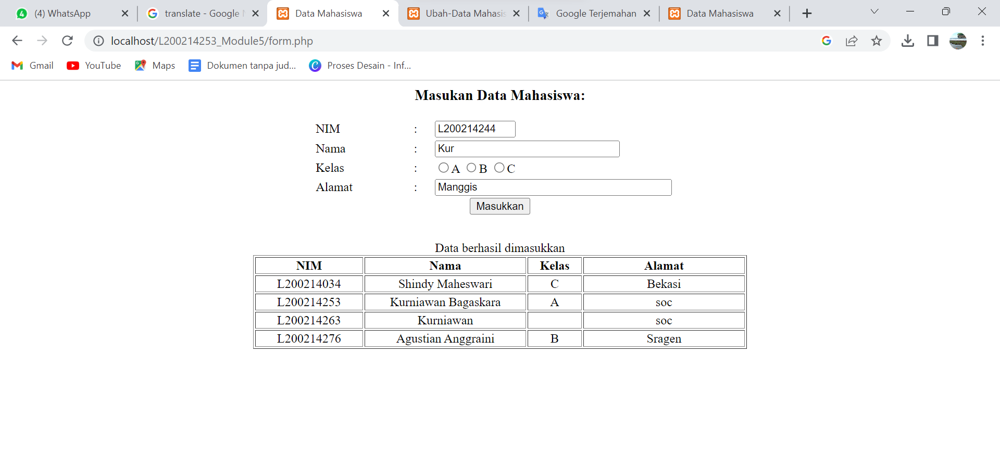 4 (4) WhatsApp translate - Google Data Mahasiswa Ubah-Data Mahasis Google Terjemahan Data Mahasiswa
localhost/L200214253_Module5/form.php
Gmail YouTube Maps Dokumen tanpa jud... Proses Desain - Inf...
Masukan Data Mahasiswa:
NIM : L200214244
Nama : Kur
Kelas : A B C
Alamat : Manggis
Masukkan
Data berhasil dimasukkan
NIM Nama Kelas Alamat
L200214034 Shindy Maheswari C Bekasi
L200214253 Kurniawan Bagaskara A soc
L200214263 Kurniawan soc
L200214276 Agustian Anggraini B Sragen